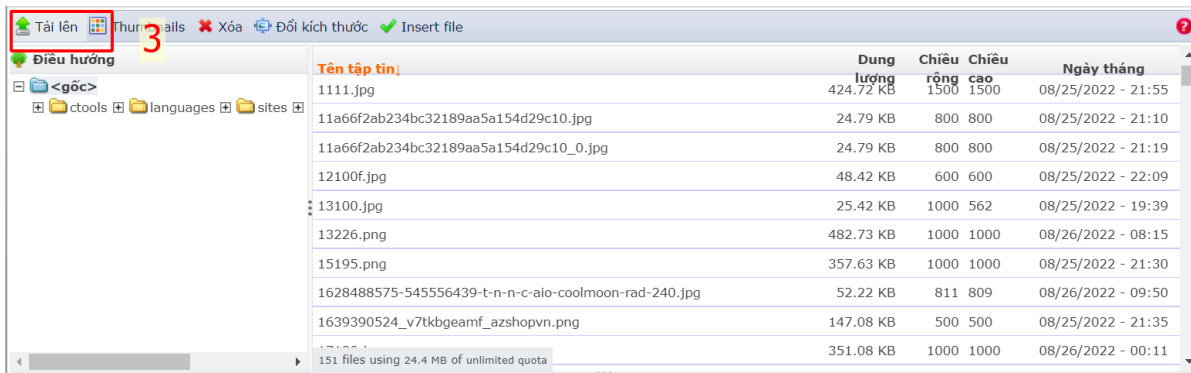 Tải lên Thumbnails Xóa Đổi kích thước Insert file
3
Điều hướng
<gốc>
ctools languages sites
Tên tập tin↓ Dung lượng Chiều rộng Chiều cao Ngày tháng
1111.jpg 424.72 KB 1500 1500 08/25/2022 - 21:55
11a66f2ab234bc32189aa5a154d29c10.jpg 24.79 KB 800 800 08/25/2022 - 21:10
11a66f2ab234bc32189aa5a154d29c10_0.jpg 24.79 KB 800 800 08/25/2022 - 21:19
12100f.jpg 48.42 KB 600 600 08/25/2022 - 22:09
13100.jpg 25.42 KB 1000 562 08/25/2022 - 19:39
13226.png 482.73 KB 1000 1000 08/26/2022 - 08:15
15195.png 357.63 KB 1000 1000 08/25/2022 - 21:30
1628488575-545556439-t-n-n-c-aio-coolmoon-rad-240.jpg 52.22 KB 811 809 08/26/2022 - 09:50
1639390524_v7tkbgeamf_azshopvn.png 147.08 KB 500 500 08/25/2022 - 21:35
351.08 KB 1000 1000 08/26/2022 - 00:11
151 files using 24.4 MB of unlimited quota